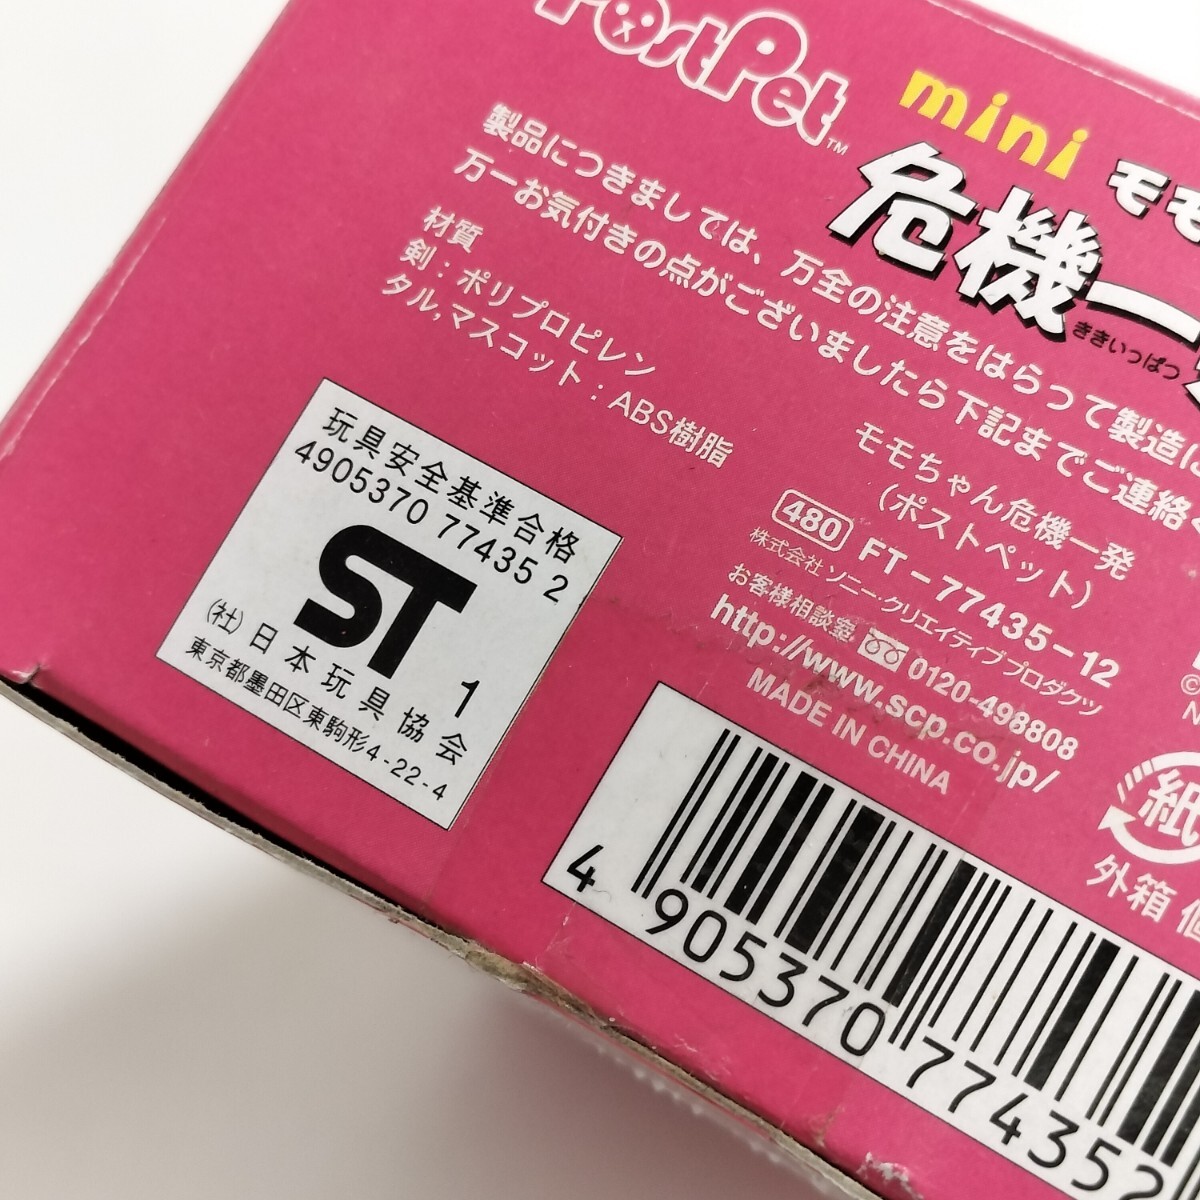 PostPet™
mini モモ
危機一
ききいっぱつ
製品につきましては、万全の注意をはらって製造に
万一お気付きの点がございましたら下記までご連絡
材質
剣：ポリプロピレン
タル,マスコット：ABS樹脂
玩具安全基準合格
4905370 77435 2
ST
1
(社)日本玩具協会
東京都墨田区東駒形4-22-4
モモちゃん危機一発
(ポストペット)
480 FT-77435-12
株式会社 ソニー・クリエイティブプロダクツ
お客様相談室 0120-498808
http://www.scp.co.jp/
MADE IN CHINA
4 905370 774352
紙
外箱
©
N